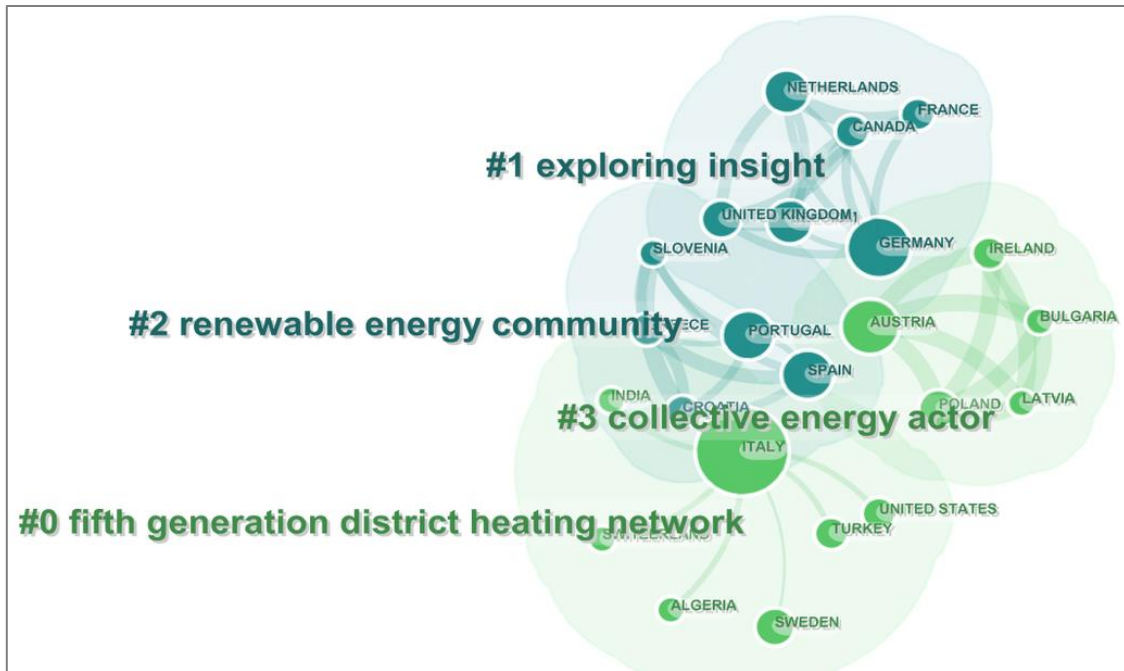 NETHERLANDS
FRANCE
CANADA
#1 exploring insight
UNITED KINGDOM
GERMANY
SLOVENIA
IRELAND
#2 renewable energy community
PORTUGAL
AUSTRIA
BULGARIA
SPAIN
INDIA
CROATIA
POLAND
LATVIA
#3 collective energy actor
ITALY
#0 fifth generation district heating network
UNITED STATES
TURKEY
SWITZERLAND
ALGERIA
SWEDEN